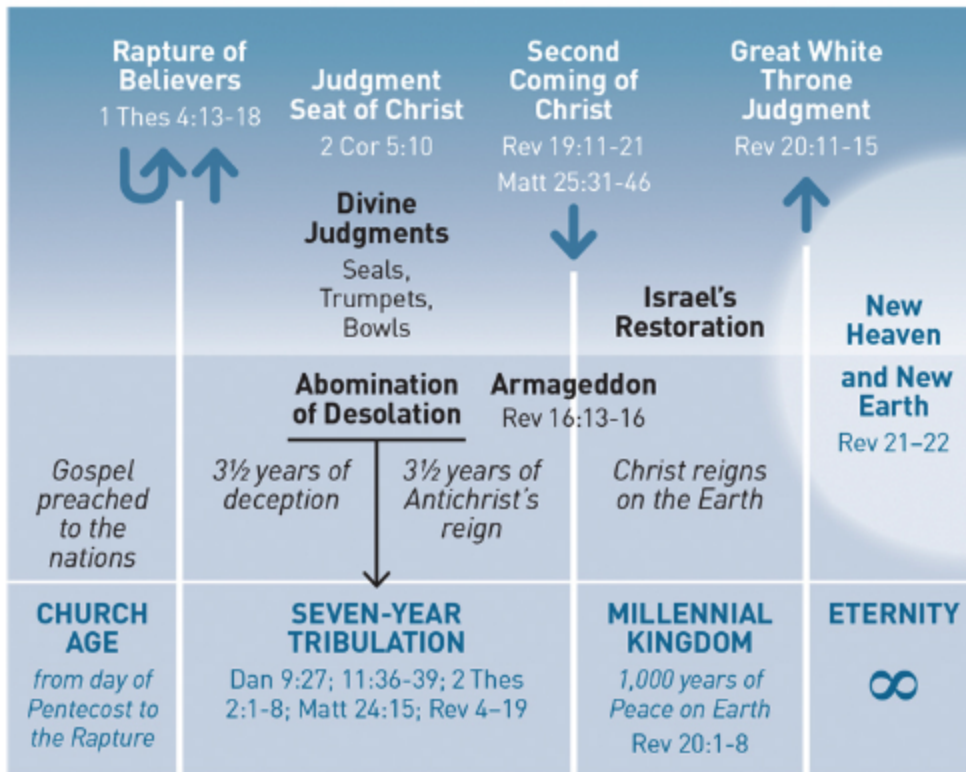 Rapture of
Believers
1 Thes 4:13-18
Judgment
Seat of Christ
2 Cor 5:10
Second
Coming of
Christ
Rev 19:11-21
Matt 25:31-46
Great White
Throne
Judgment
Rev 20:11-15
Divine
Judgments
Seals,
Trumpets,
Bowls
Israel's
Restoration
New
Heaven
and New
Earth
Rev 21–22
Abomination
of Desolation
Armageddon
Rev 16:13-16
Gospel
preached
to the
nations
3½ years of
deception
3½ years of
Antichrist's
reign
Christ reigns
on the Earth
CHURCH
AGE
from day of
Pentecost to
the Rapture
SEVEN-YEAR
TRIBULATION
Dan 9:27; 11:36-39; 2 Thes
2:1-8; Matt 24:15; Rev 4–19
MILLENNIAL
KINGDOM
1,000 years of
Peace on Earth
Rev 20:1-8
ETERNITY
∞